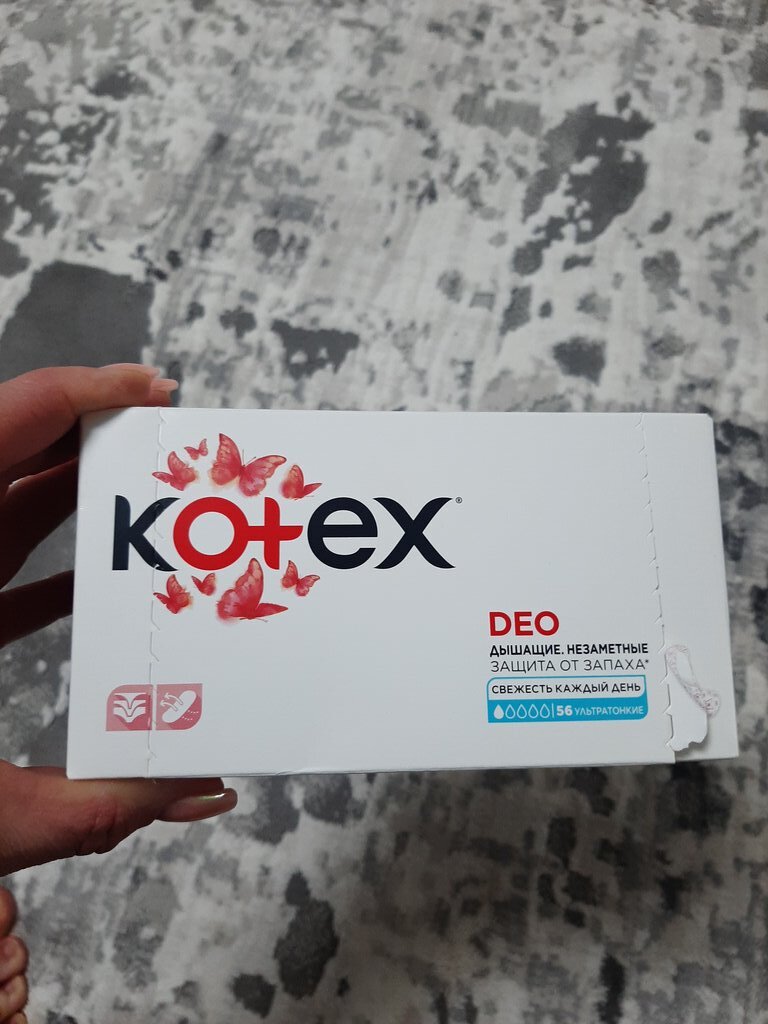 Kotex®
DEO
ДЫШАЩИЕ. НЕЗАМЕТНЫЕ
ЗАЩИТА ОТ ЗАПАХА*
СВЕЖЕСТЬ КАЖДЫЙ ДЕНЬ
56 УЛЬТРАТОНКИЕ